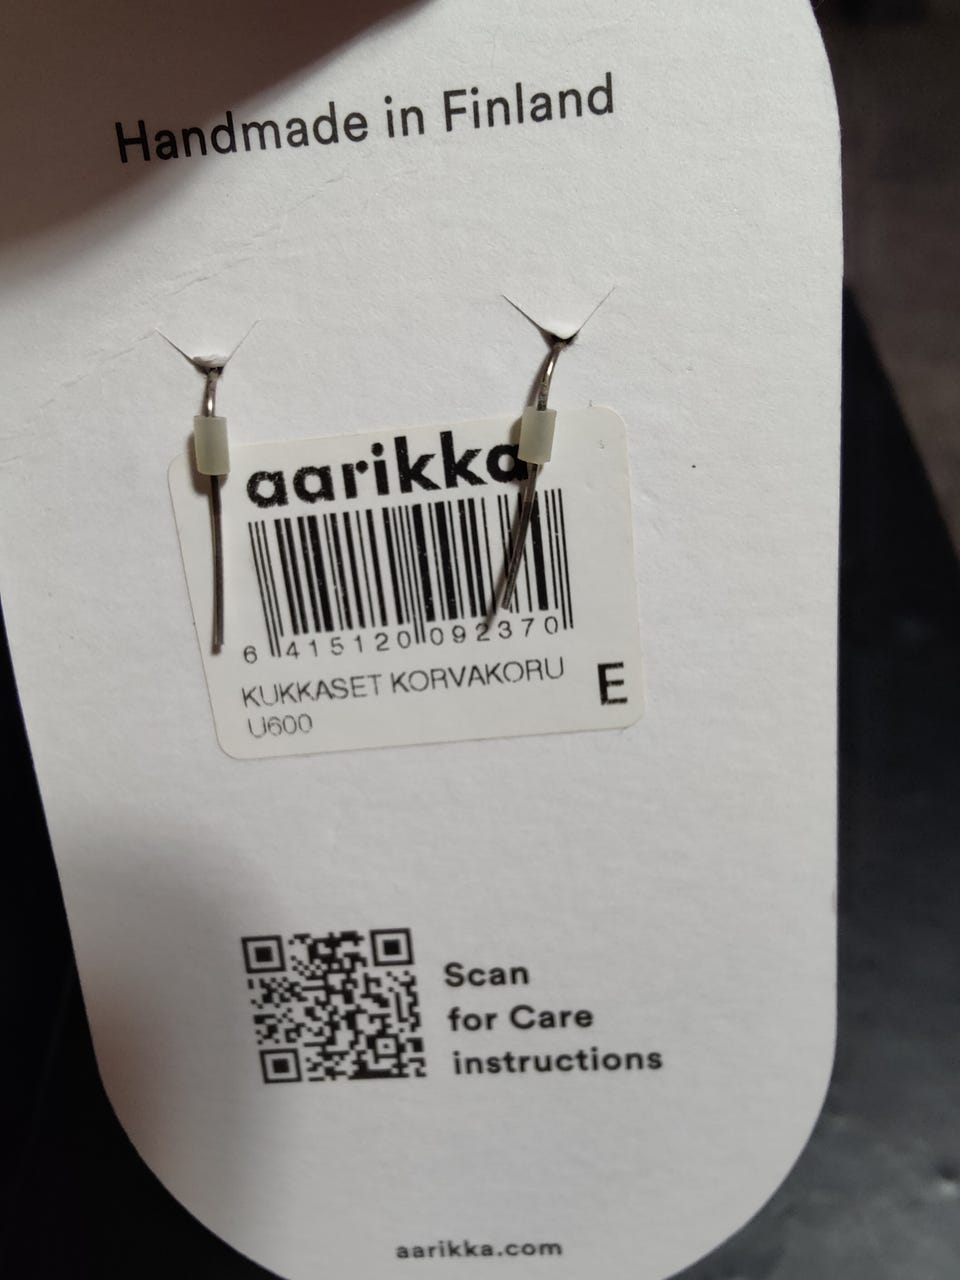 Handmade in Finland
aarikka
6 415120 092370
KUKKASET KORVAKORU
U600
E
Scan
for Care
instructions
aarikka.com